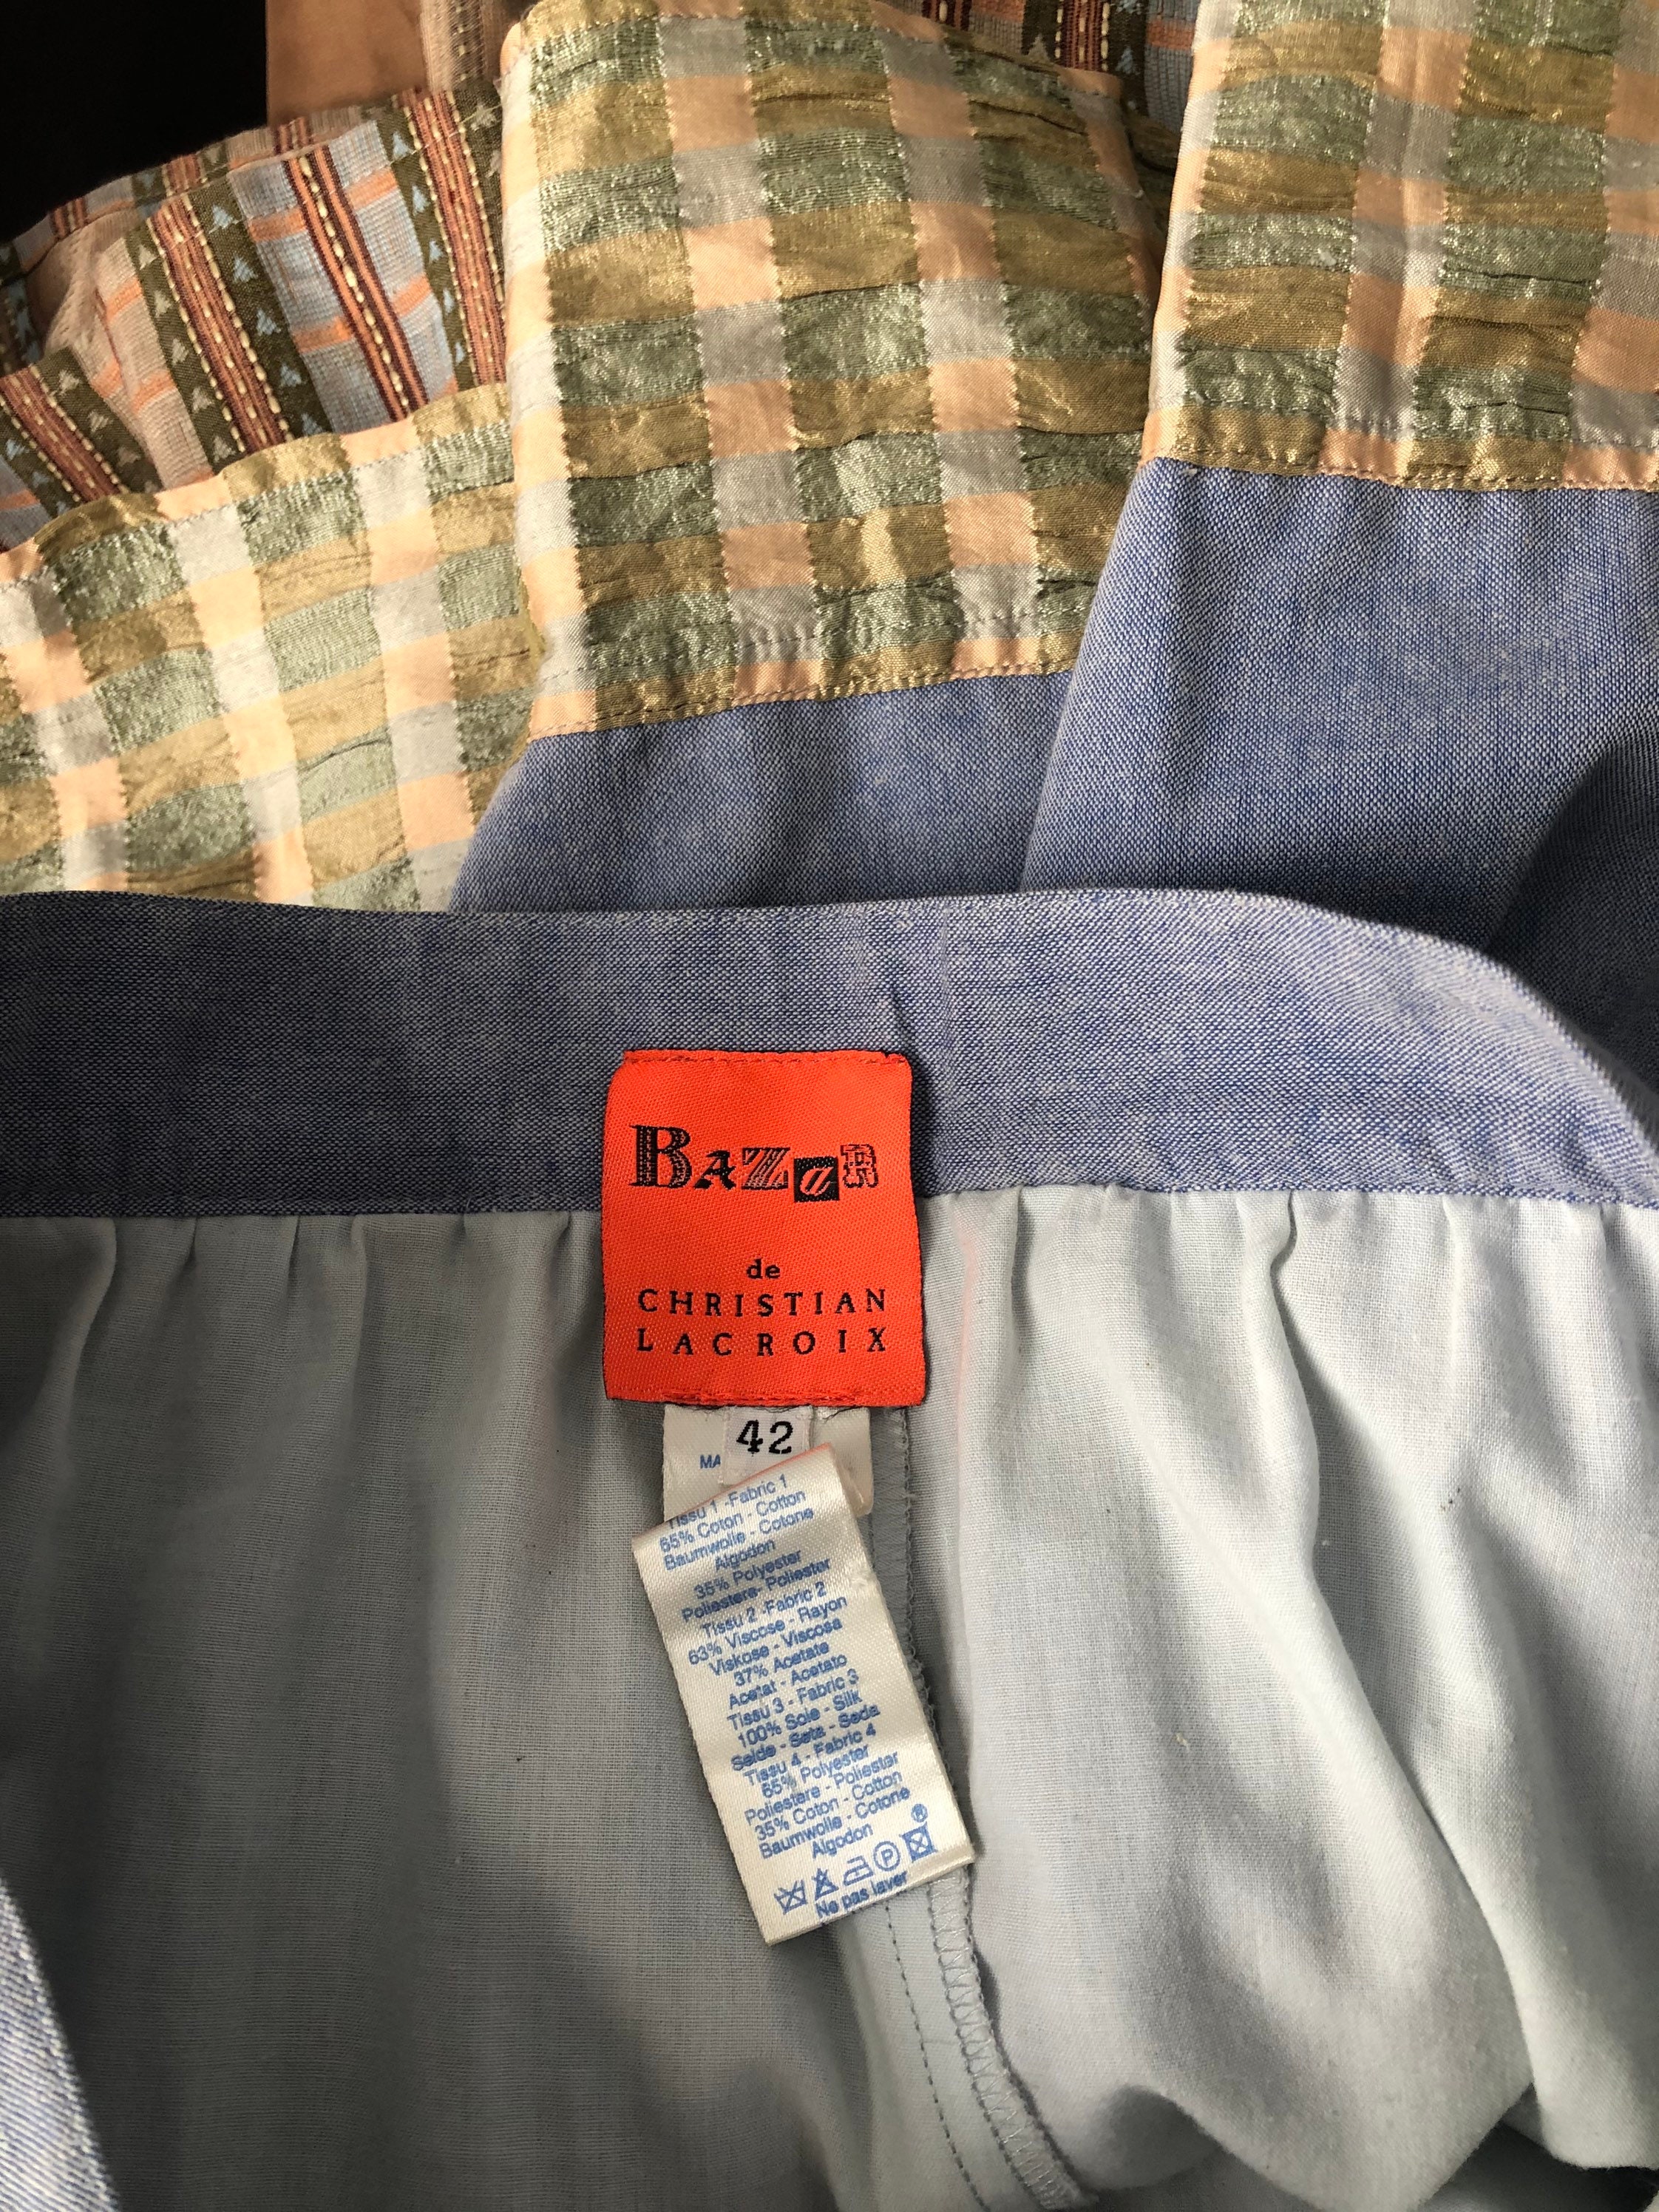 BAZaR
de
CHRISTIAN
LACROIX
42
MA
Tissu 1 -Fabric 1
65% Coton - Cotton
Baumwolle - Cotone
Algodon
35% Polyester
Poliestere- Poliester
Tissu 2 -Fabric 2
63% Viscose - Rayon
Viskose - Viscosa
37% Acetate
Acetat - Acetato
Tissu 3 - Fabric 3
100% Soie - Silk
Seide - Seta - Seda
Tissu 4 - Fabric 4
65% Polyester
Poliestere - Poliester
35% Coton - Cotton
Baumwolle - Cotone
Algodon
®
P
Ne pas laver